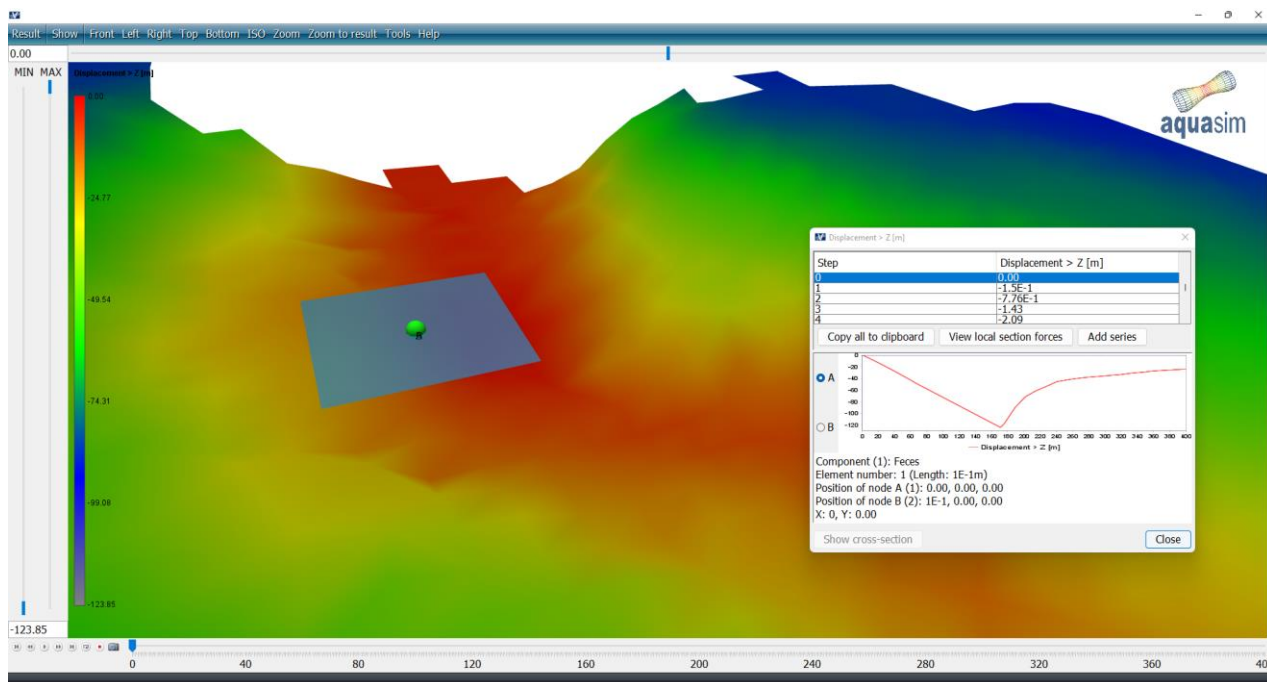 Result Show Front Left Right Top Bottom ISO Zoom Zoom to result Tools Help
0.00
MIN MAX
Displacement > Z [m]
0.00
-24.77
-49.54
-74.31
-99.08
-123.85
-123.85
aquasim
B
Displacement > Z [m]
Step Displacement > Z [m]
0 0.00
1 -1.5E-1
2 -7.76E-1
3 -1.43
4 -2.09
Copy all to clipboard View local section forces Add series
A
B
0
-20
-40
-60
-80
-100
-120
0 20 40 60 80 100 120 140 160 180 200 220 240 260 280 300 320 340 360 380 400
Displacement > Z [m]
Component (1): Feces
Element number: 1 (Length: 1E-1m)
Position of node A (1): 0.00, 0.00, 0.00
Position of node B (2): 1E-1, 0.00, 0.00
X: 0, Y: 0.00
Show cross-section Close
0 40 80 120 160 200 240 280 320 360 40